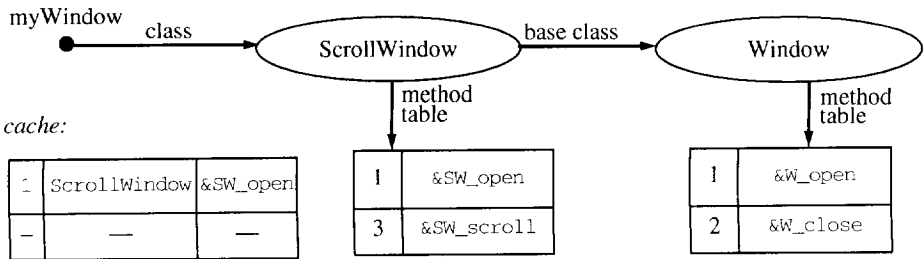 myWindow
class
ScrollWindow
base class
Window
method
table
method
table
cache:
1 ScrollWindow &SW_open
– — —
1 &SW_open
3 &SW_scroll
1 &W_open
2 &W_close